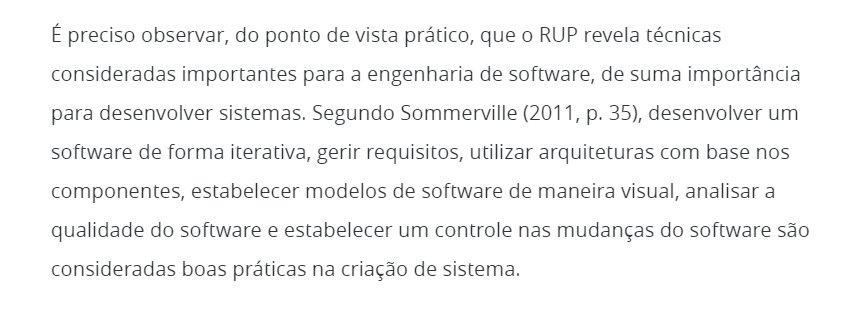 É preciso observar, do ponto de vista prático, que o RUP revela técnicas
consideradas importantes para a engenharia de software, de suma importância
para desenvolver sistemas. Segundo Sommerville (2011, p. 35), desenvolver um
software de forma iterativa, gerir requisitos, utilizar arquiteturas com base nos
componentes, estabelecer modelos de software de maneira visual, analisar a
qualidade do software e estabelecer um controle nas mudanças do software são
consideradas boas práticas na criação de sistema.